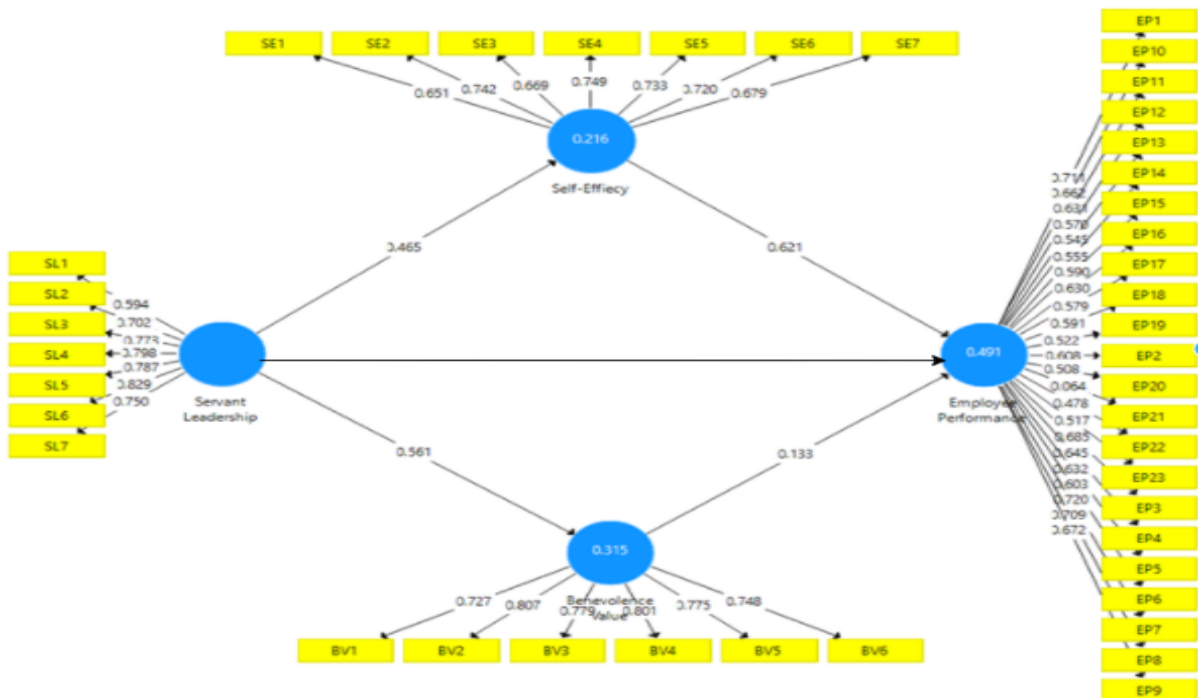 SE1 SE2 SE3 SE4 SE5 SE6 SE7
0.651 0.742 0.669 0.749 0.733 0.720 0.679
0.216
Self-Effiecy
0.465
0.621
SL1
SL2
SL3
SL4
SL5
SL6
SL7
0.594
0.702
0.773
0.798
0.787
0.829
0.750
Servant
Leadership
0.561
0.133
0.315
Benevolence
Value
0.727 0.807 0.779 0.801 0.775 0.748
BV1 BV2 BV3 BV4 BV5 BV6
0.491
Employee
Performance
0.711
0.662
0.631
0.570
0.545
0.555
0.590
0.630
0.579
0.591
0.522
0.608
0.508
0.064
0.478
0.517
0.685
0.645
0.632
0.603
0.720
0.709
0.672
EP1
EP10
EP11
EP12
EP13
EP14
EP15
EP16
EP17
EP18
EP19
EP2
EP20
EP21
EP22
EP23
EP3
EP4
EP5
EP6
EP7
EP8
EP9